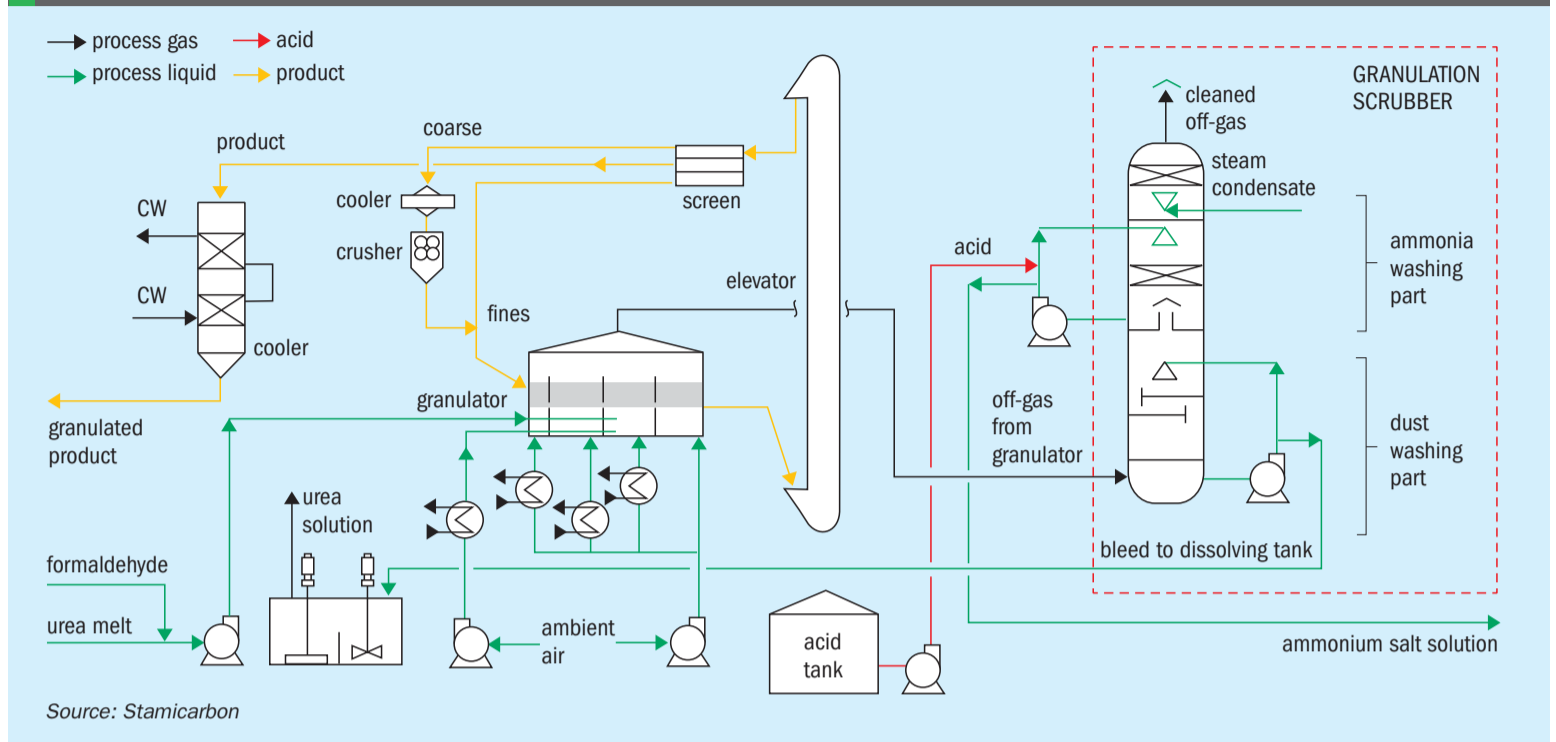 process gas
acid
process liquid
product
GRANULATION
SCRUBBER
cleaned
off-gas
coarse
product
steam
condensate
CW
cooler
screen
crusher
acid
ammonia
washing
part
elevator
CW
fines
cooler
granulator
off-gas
from
granulator
granulated
product
dust
washing
part
urea
solution
bleed to dissolving tank
formaldehyde
urea melt
ambient
air
acid
tank
ammonium salt solution
Source: Stamicarbon